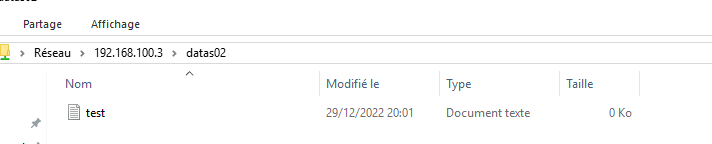 Partage Affichage
Réseau 192.168.100.3 datas02
Nom Modifié le Type Taille
test 29/12/2022 20:01 Document texte 0 Ko